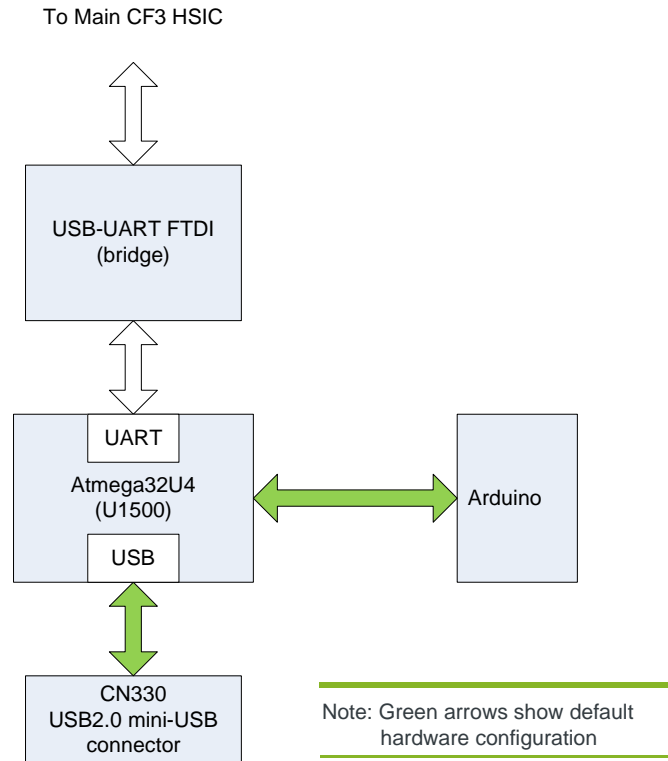 To Main CF3 HSIC
USB-UART FTDI
(bridge)
UART
Atmega32U4
(U1500)
Arduino
USB
CN330
USB2.0 mini-USB
connector
Note: Green arrows show default
hardware configuration